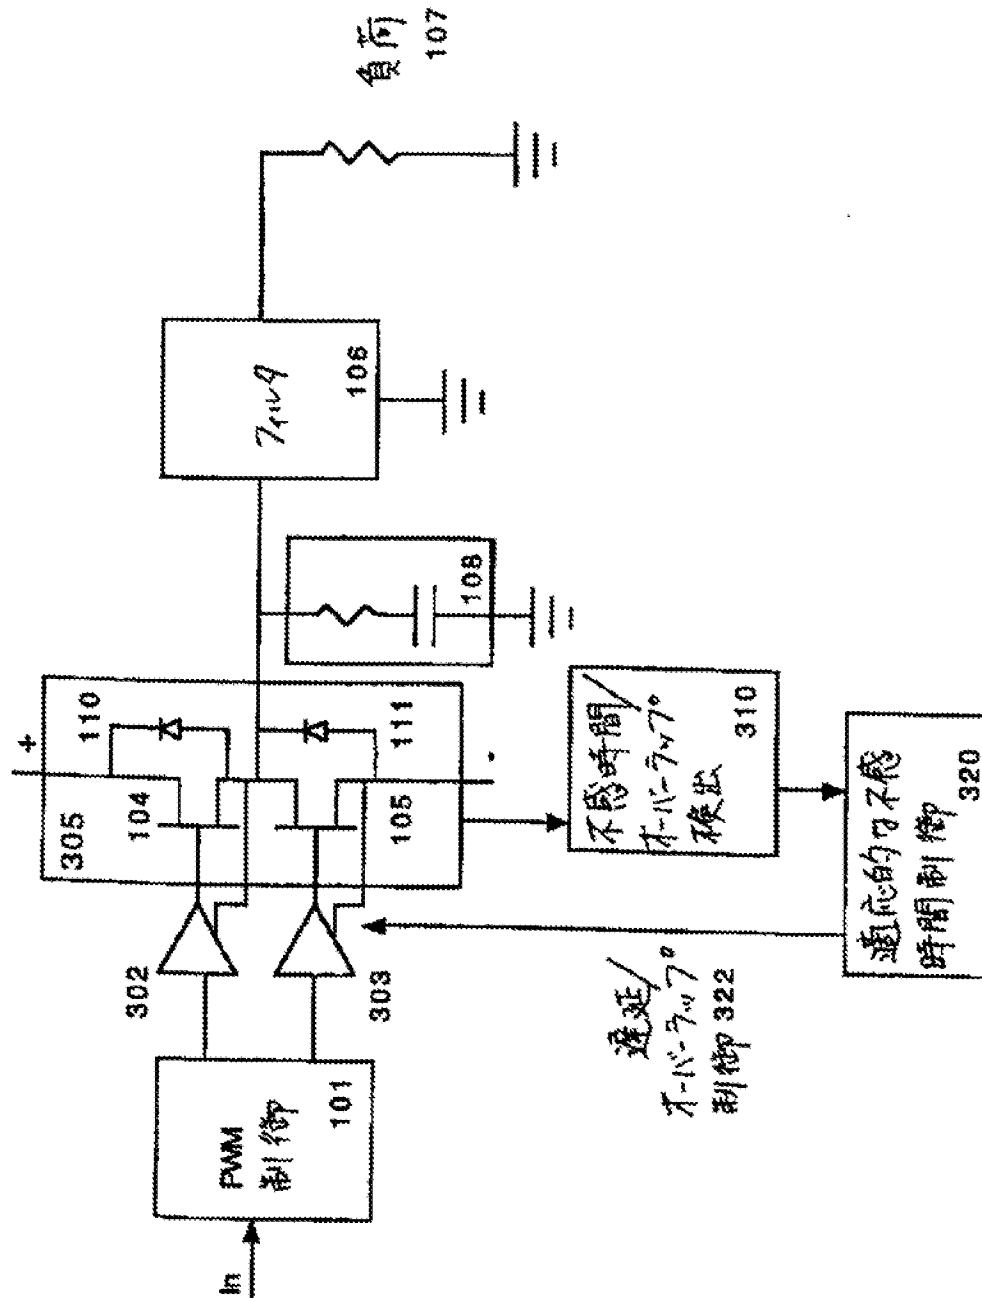 In
PWM
制御
101
302
303
305
+
-
104
105
110
111
108
フィルタ
106
負荷
107
不感時間/
オーバーラップ
検出
310
適応的な不感
時間制御
320
遅延/
オーバーラップ
制御 322